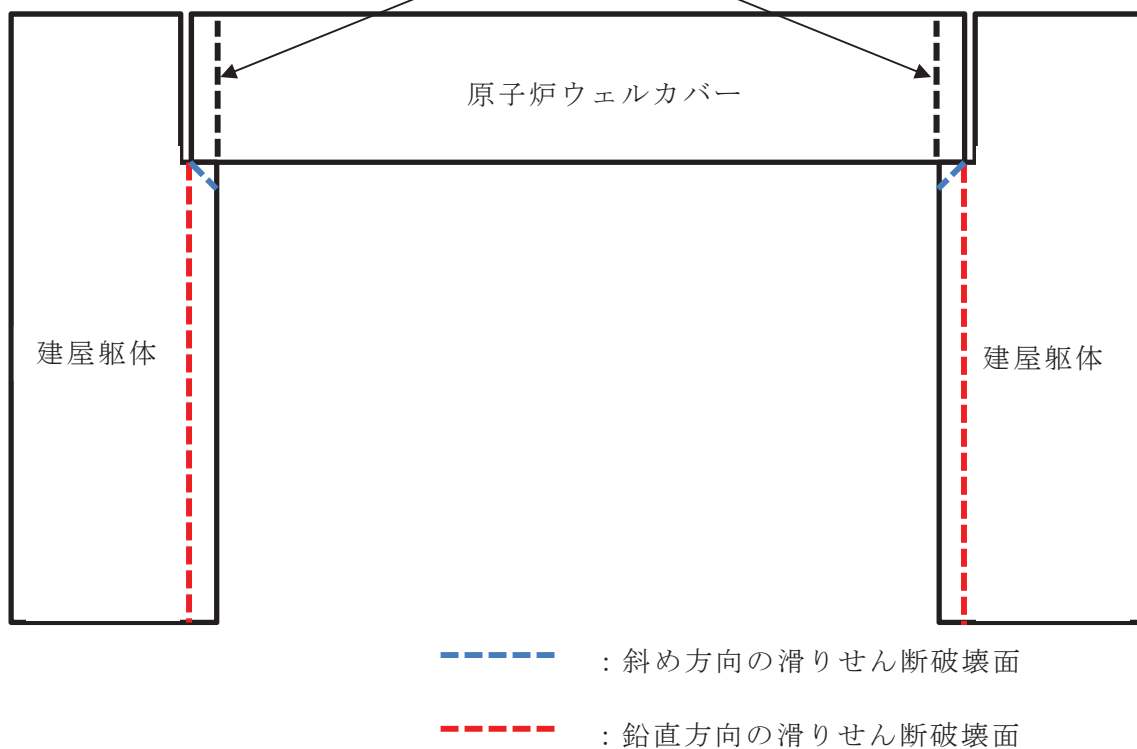 原子炉ウェルカバー
建屋躯体
建屋躯体
：斜め方向の滑りせん断破壊面
：鉛直方向の滑りせん断破壊面